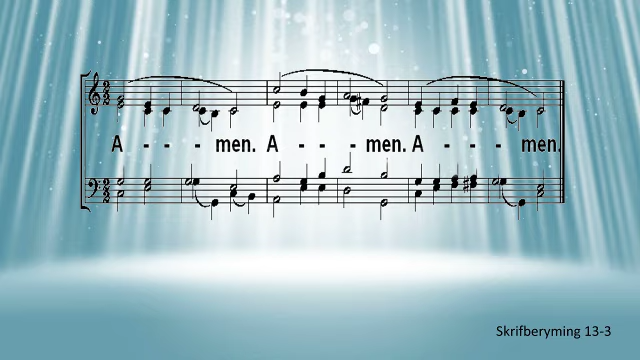 A - - - men. A - - - men. A - - - men.
Skrifberyming 13-3